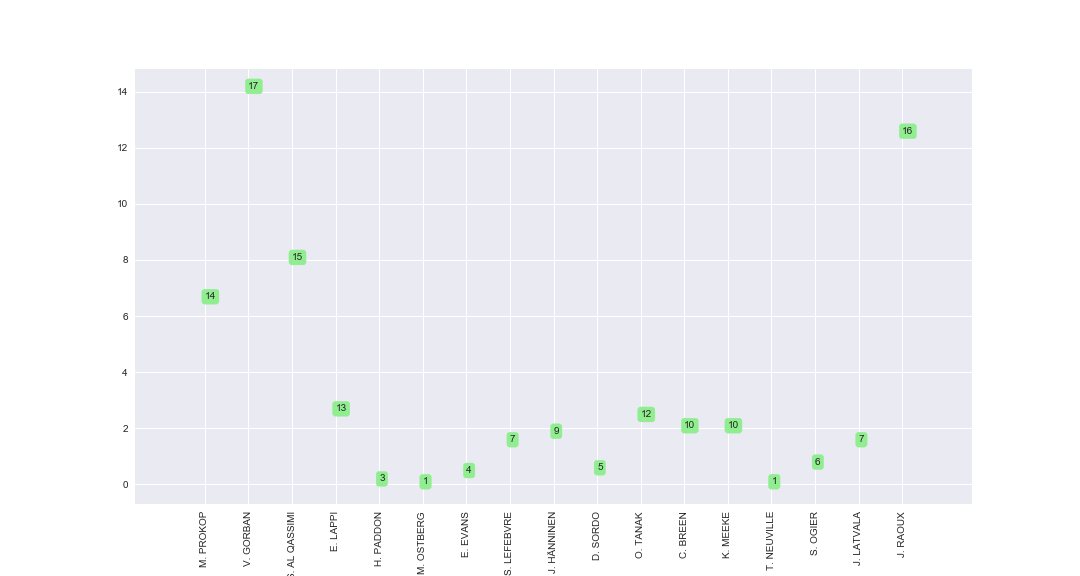 14
12
10
8
6
4
2
0
17
16
15
14
13
12
10
10
9
7
7
6
5
4
3
1
1
M. PROKOP
V. GORBAN
S. AL QASSIMI
E. LAPPI
H. PADDON
M. OSTBERG
E. EVANS
S. LEFEBVRE
J. HÄNNINEN
D. SORDO
O. TANAK
C. BREEN
K. MEEKE
T. NEUVILLE
S. OGIER
J. LATVALA
J. RAOUX